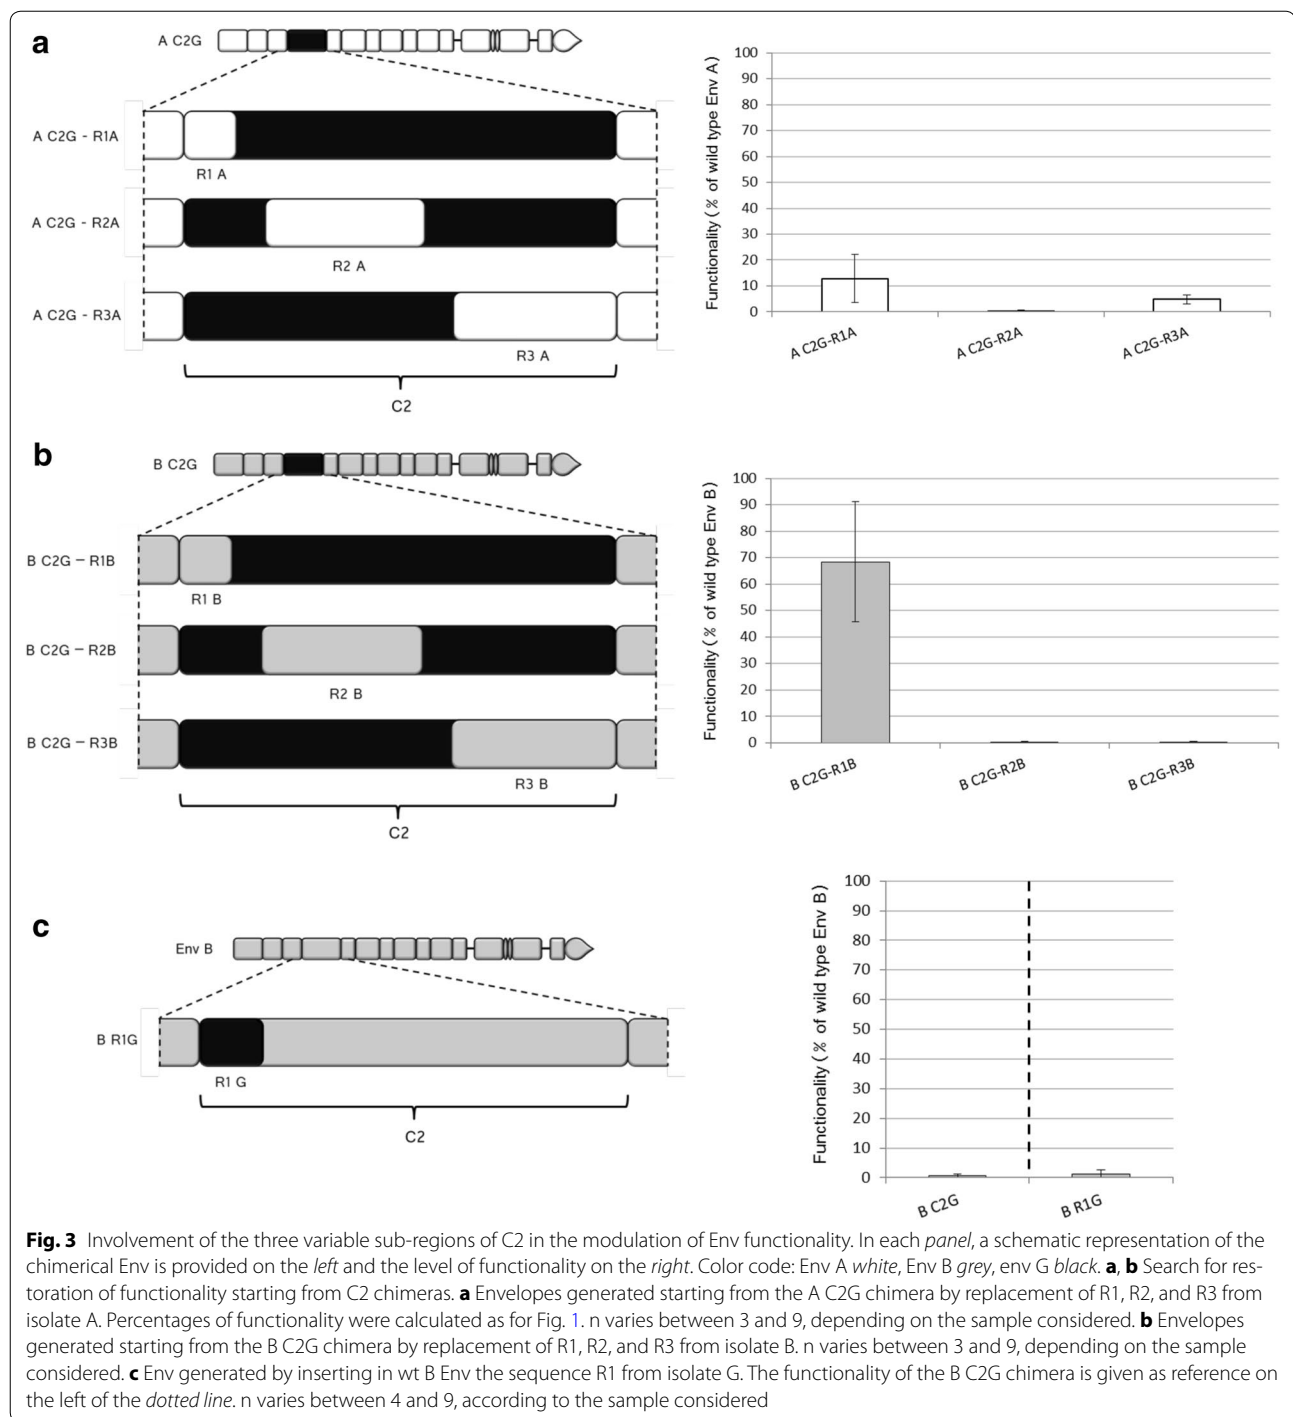 a
A C2G
A C2G - R1A
R1 A
A C2G - R2A
R2 A
A C2G - R3A
R3 A
C2
Functionality (% of wild type Env A)
100
90
80
70
60
50
40
30
20
10
0
A C2G-R1A
A C2G-R2A
A C2G-R3A
b
B C2G
B C2G – R1B
R1 B
B C2G – R2B
R2 B
B C2G – R3B
R3 B
C2
Functionality (% of wild type Env B)
100
90
80
70
60
50
40
30
20
10
0
B C2G-R1B
B C2G-R2B
B C2G-R3B
c
Env B
B R1G
R1 G
C2
Functionality (% of wild type Env B)
100
90
80
70
60
50
40
30
20
10
0
B C2G
B R1G
Fig. 3 Involvement of the three variable sub-regions of C2 in the modulation of Env functionality. In each panel, a schematic representation of the
chimerical Env is provided on the left and the level of functionality on the right. Color code: Env A white, Env B grey, env G black. a, b Search for res-
toration of functionality starting from C2 chimeras. a Envelopes generated starting from the A C2G chimera by replacement of R1, R2, and R3 from
isolate A. Percentages of functionality were calculated as for Fig. 1. n varies between 3 and 9, depending on the sample considered. b Envelopes
generated starting from the B C2G chimera by replacement of R1, R2, and R3 from isolate B. n varies between 3 and 9, depending on the sample
considered. c Env generated by inserting in wt B Env the sequence R1 from isolate G. The functionality of the B C2G chimera is given as reference on
the left of the dotted line. n varies between 4 and 9, according to the sample considered